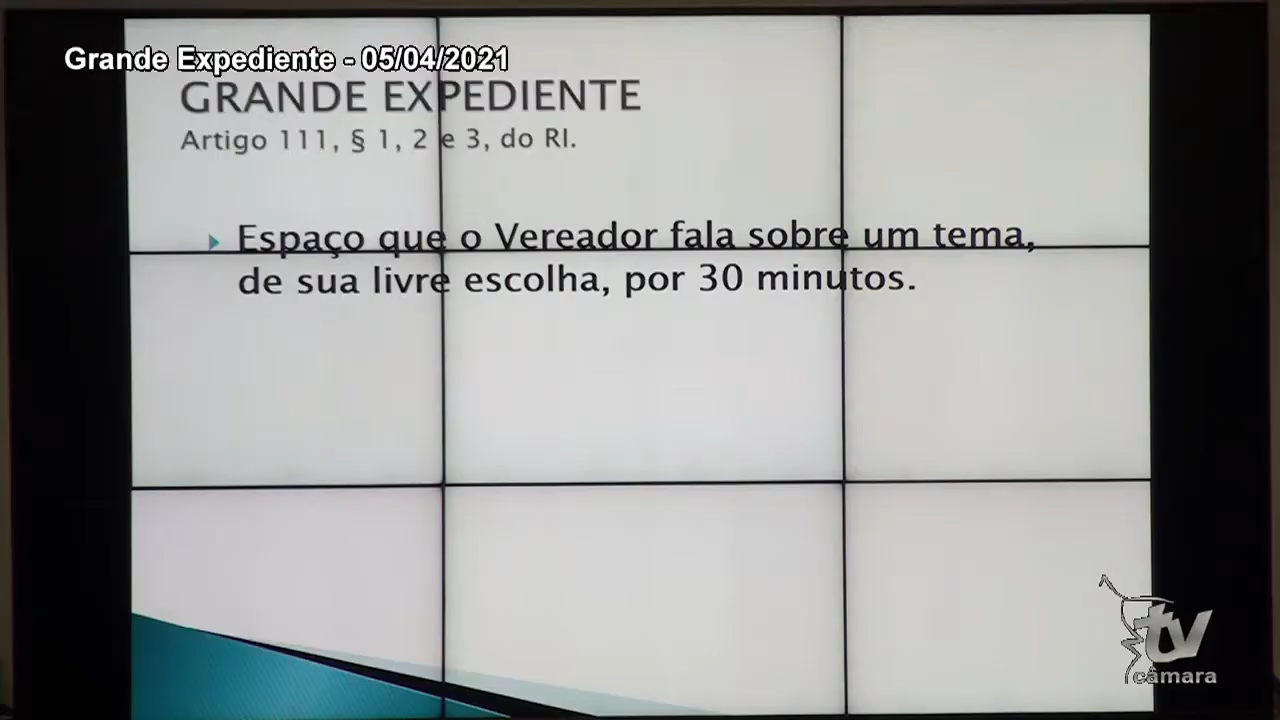 Grande Expediente - 05/04/2021
GRANDE EXPEDIENTE
Artigo 111, § 1, 2 e 3, do RI.
Espaço que o Vereador fala sobre um tema,
de sua livre escolha, por 30 minutos.
tv
câmara